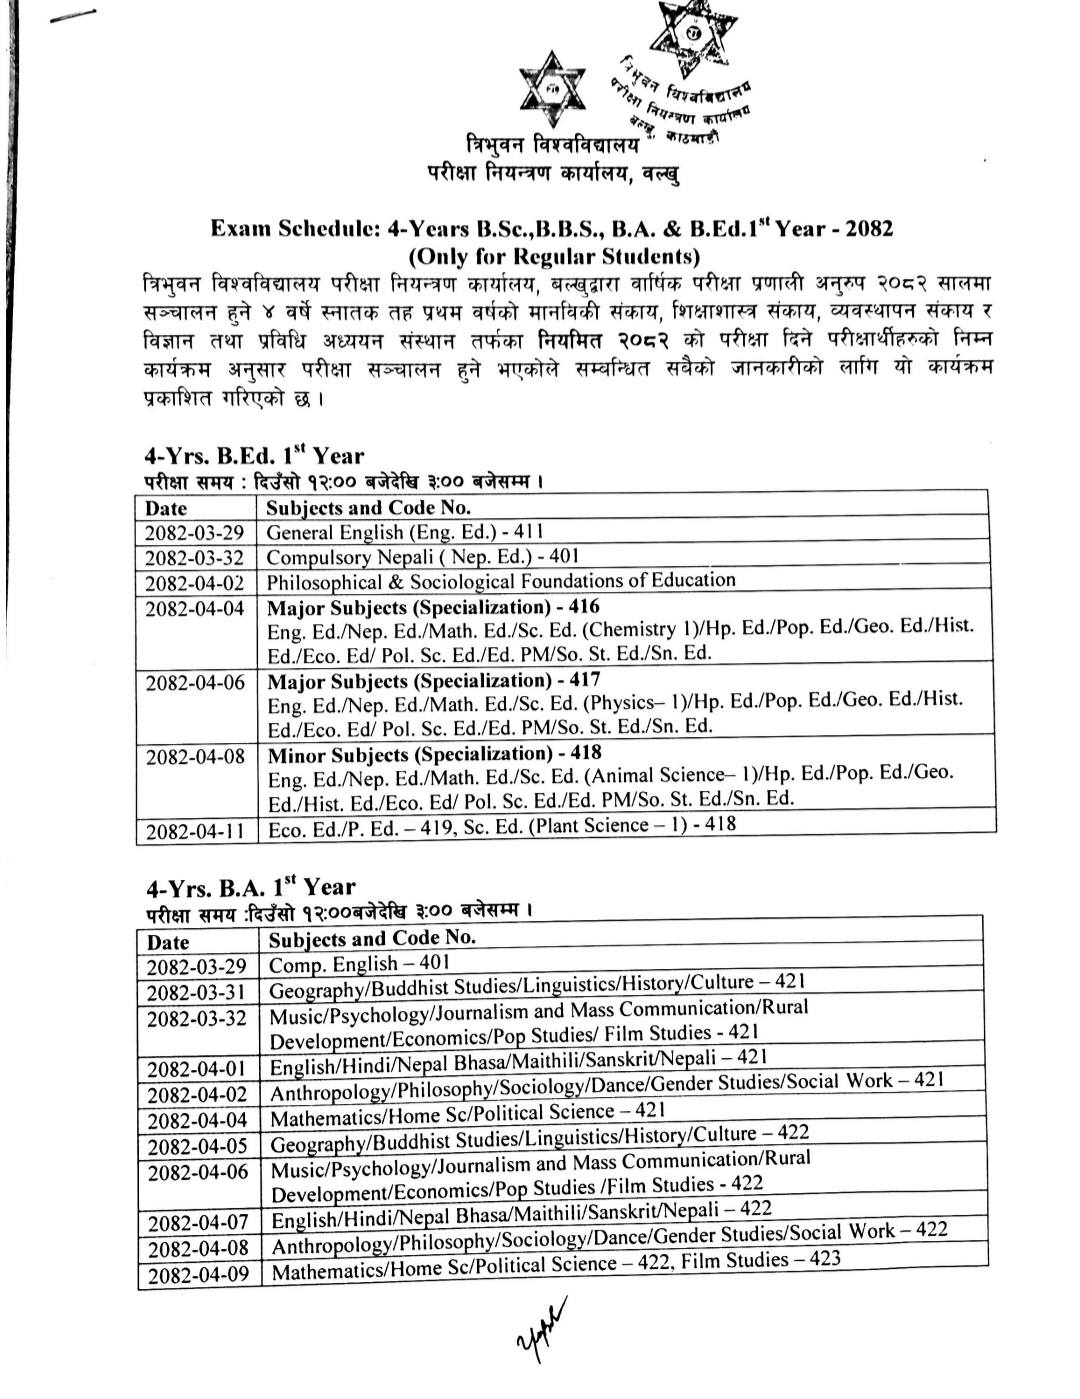 त्रिभुवन विश्वविद्यालय
परीक्षा नियन्त्रण कार्यालय
बल्खु, काठमाडौं
त्रिभुवन विश्वविद्यालय
परीक्षा नियन्त्रण कार्यालय, वल्खु
Exam Schedule: 4-Years B.Sc.,B.B.S., B.A. & B.Ed.1st Year - 2082
(Only for Regular Students)
त्रिभुवन विश्वविद्यालय परीक्षा नियन्त्रण कार्यालय, बल्खुद्वारा वार्षिक परीक्षा प्रणाली अनुरुप २०८२ सालमा
सञ्चालन हुने ४ वर्षे स्नातक तह प्रथम वर्षको मानविकी संकाय, शिक्षाशास्त्र संकाय, व्यवस्थापन संकाय र
विज्ञान तथा प्रविधि अध्ययन संस्थान तर्फका नियमित २०८२ को परीक्षा दिने परीक्षार्थीहरुको निम्न
कार्यक्रम अनुसार परीक्षा सञ्चालन हुने भएकोले सम्बन्धित सबैको जानकारीको लागि यो कार्यक्रम
प्रकाशित गरिएको छ ।
4-Yrs. B.Ed. 1st Year
परीक्षा समय : दिउँसो १२:०० बजेदेखि ३:०० बजेसम्म ।
Date Subjects and Code No.
2082-03-29 General English (Eng. Ed.) - 411
2082-03-32 Compulsory Nepali ( Nep. Ed.) - 401
2082-04-02 Philosophical & Sociological Foundations of Education
2082-04-04 Major Subjects (Specialization) - 416
Eng. Ed./Nep. Ed./Math. Ed./Sc. Ed. (Chemistry 1)/Hp. Ed./Pop. Ed./Geo. Ed./Hist.
Ed./Eco. Ed/ Pol. Sc. Ed./Ed. PM/So. St. Ed./Sn. Ed.
2082-04-06 Major Subjects (Specialization) - 417
Eng. Ed./Nep. Ed./Math. Ed./Sc. Ed. (Physics– 1)/Hp. Ed./Pop. Ed./Geo. Ed./Hist.
Ed./Eco. Ed/ Pol. Sc. Ed./Ed. PM/So. St. Ed./Sn. Ed.
2082-04-08 Minor Subjects (Specialization) - 418
Eng. Ed./Nep. Ed./Math. Ed./Sc. Ed. (Animal Science– 1)/Hp. Ed./Pop. Ed./Geo.
Ed./Hist. Ed./Eco. Ed/ Pol. Sc. Ed./Ed. PM/So. St. Ed./Sn. Ed.
2082-04-11 Eco. Ed./P. Ed. – 419, Sc. Ed. (Plant Science – 1) - 418
4-Yrs. B.A. 1st Year
परीक्षा समय :दिउँसो १२:००बजेदेखि ३:०० बजेसम्म ।
Date Subjects and Code No.
2082-03-29 Comp. English – 401
2082-03-31 Geography/Buddhist Studies/Linguistics/History/Culture – 421
2082-03-32 Music/Psychology/Journalism and Mass Communication/Rural
Development/Economics/Pop Studies/ Film Studies - 421
2082-04-01 English/Hindi/Nepal Bhasa/Maithili/Sanskrit/Nepali – 421
2082-04-02 Anthropology/Philosophy/Sociology/Dance/Gender Studies/Social Work – 421
2082-04-04 Mathematics/Home Sc/Political Science – 421
2082-04-05 Geography/Buddhist Studies/Linguistics/History/Culture – 422
2082-04-06 Music/Psychology/Journalism and Mass Communication/Rural
Development/Economics/Pop Studies /Film Studies - 422
2082-04-07 English/Hindi/Nepal Bhasa/Maithili/Sanskrit/Nepali – 422
2082-04-08 Anthropology/Philosophy/Sociology/Dance/Gender Studies/Social Work – 422
2082-04-09 Mathematics/Home Sc/Political Science – 422, Film Studies – 423